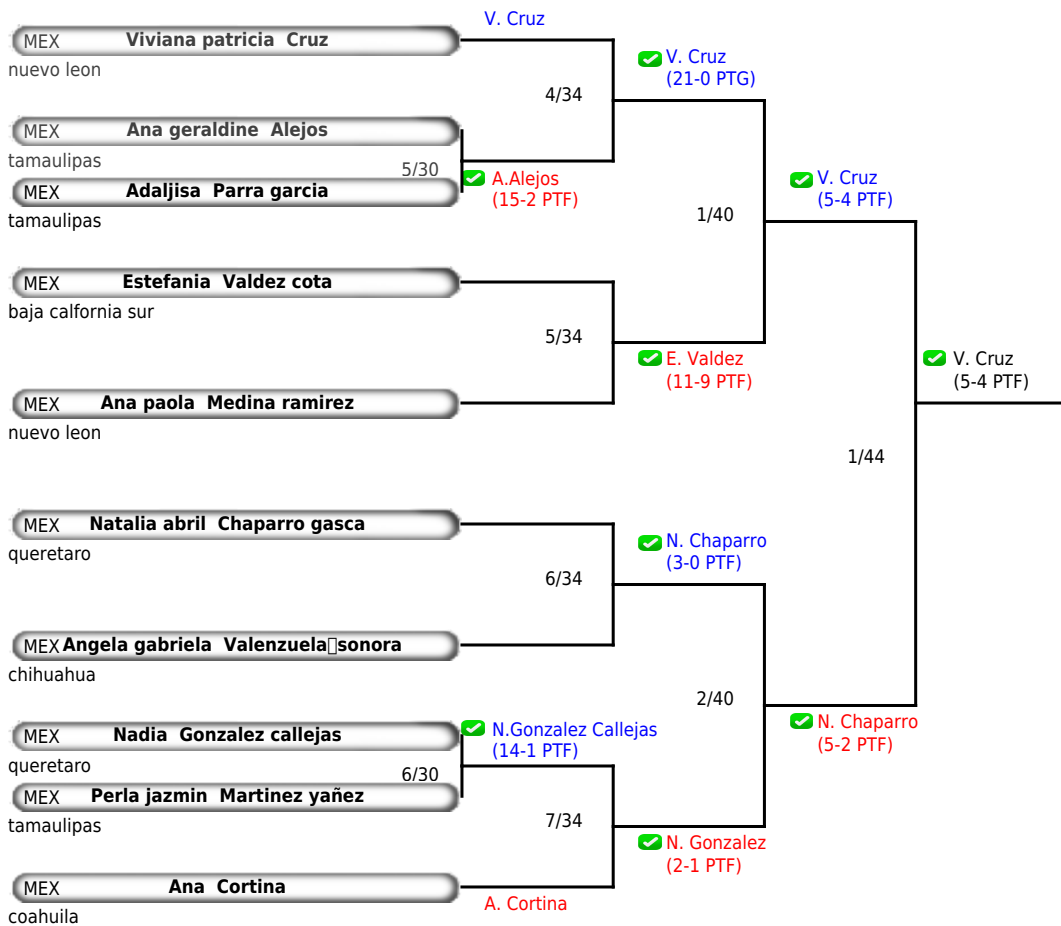 V. Cruz
MEX Viviana patricia Cruz
nuevo leon
V. Cruz
(21-0 PTG)
4/34
MEX Ana geraldine Alejos
tamaulipas
5/30
A.Alejos
(15-2 PTF)
MEX Adaljisa Parra garcia
tamaulipas
V. Cruz
(5-4 PTF)
1/40
MEX Estefania Valdez cota
baja calfornia sur
5/34
E. Valdez
(11-9 PTF)
V. Cruz
(5-4 PTF)
MEX Ana paola Medina ramirez
nuevo leon
1/44
MEX Natalia abril Chaparro gasca
queretaro
N. Chaparro
(3-0 PTF)
6/34
MEX Angela gabriela Valenzuela▯sonora
chihuahua
2/40
N. Chaparro
(5-2 PTF)
MEX Nadia Gonzalez callejas
queretaro
N.Gonzalez Callejas
(14-1 PTF)
6/30
MEX Perla jazmin Martinez yañez
tamaulipas
7/34
N. Gonzalez
(2-1 PTF)
MEX Ana Cortina
coahuila
A. Cortina